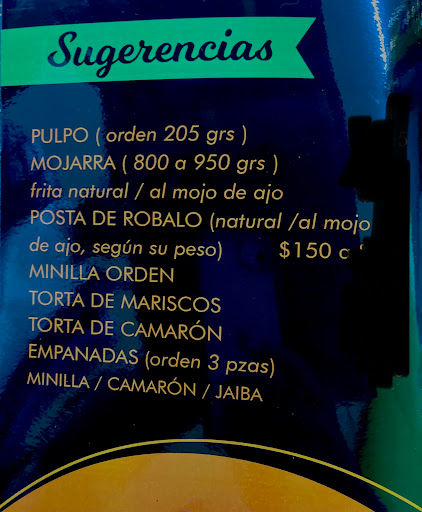 Sugerencias
PULPO ( orden 205 grs )
MOJARRA ( 800 a 950 grs )
frita natural / al mojo de ajo
POSTA DE ROBALO (natural /al mojo
de ajo, según su peso) $150
MINILLA ORDEN
TORTA DE MARISCOS
TORTA DE CAMARÓN
EMPANADAS (orden 3 pzas)
MINILLA / CAMARÓN / JAIBA